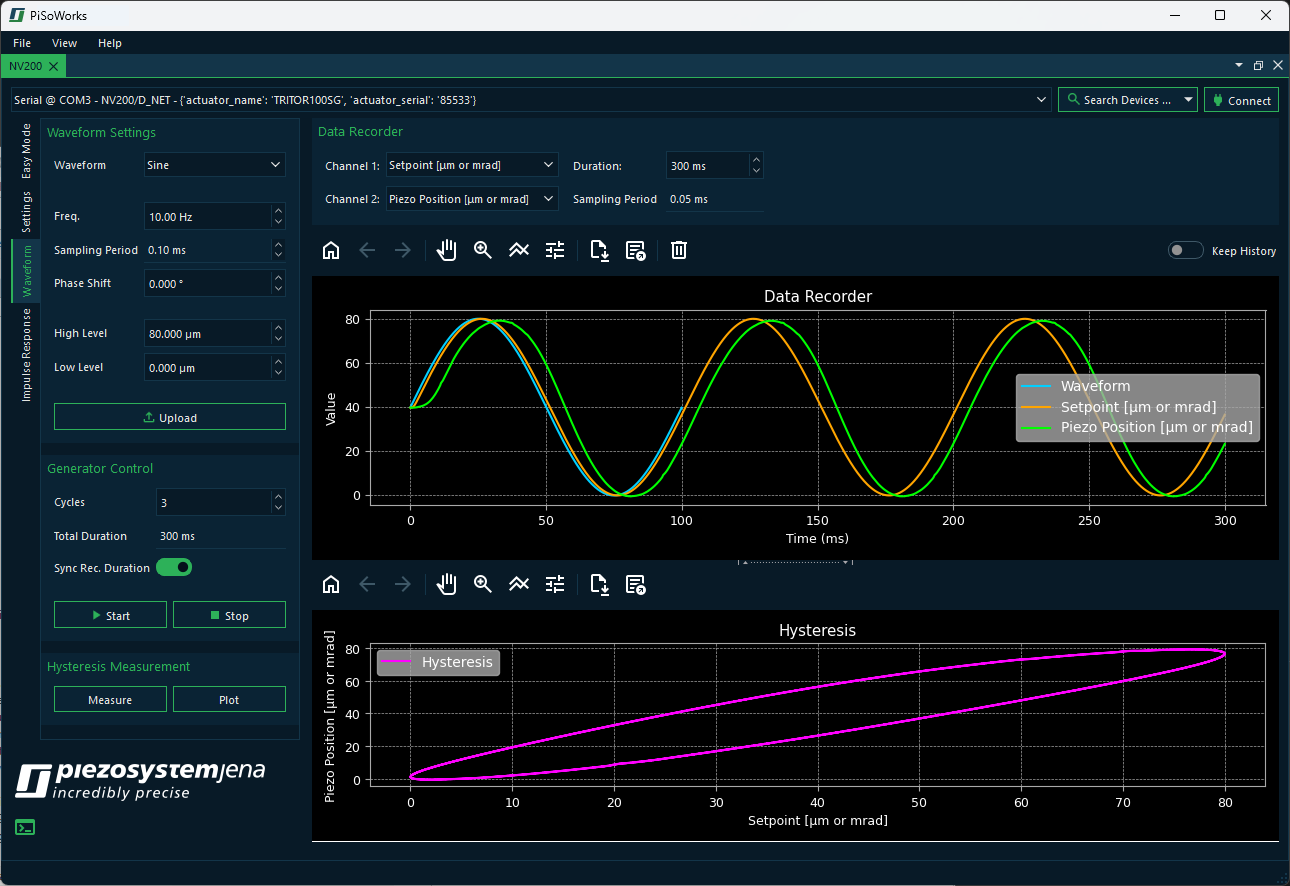 PiSoWorks
File View Help
NV200
Serial @ COM3 - NV200/D_NET - {'actuator_name': 'TRITOR100SG', 'actuator_serial': '85533'}
Search Devices ...
Connect
Easy Mode
Settings
Waveform
Impulse Response
Waveform Settings
Waveform Sine
Freq. 10.00 Hz
Sampling Period 0.10 ms
Phase Shift 0.000 °
High Level 80.000 µm
Low Level 0.000 µm
Upload
Generator Control
Cycles 3
Total Duration 300 ms
Sync Rec. Duration
Start Stop
Hysteresis Measurement
Measure Plot
piezosystemjena
incredibly precise
Data Recorder
Channel 1: Setpoint [µm or mrad] Duration: 300 ms
Channel 2: Piezo Position [µm or mrad] Sampling Period 0.05 ms
Keep History
Data Recorder
Value
80
60
40
20
0
Waveform
Setpoint [µm or mrad]
Piezo Position [µm or mrad]
0 50 100 150 200 250 300
Time (ms)
Hysteresis
Piezo Position [µm or mrad]
80
60
40
20
0
Hysteresis
0 10 20 30 40 50 60 70 80
Setpoint [µm or mrad]